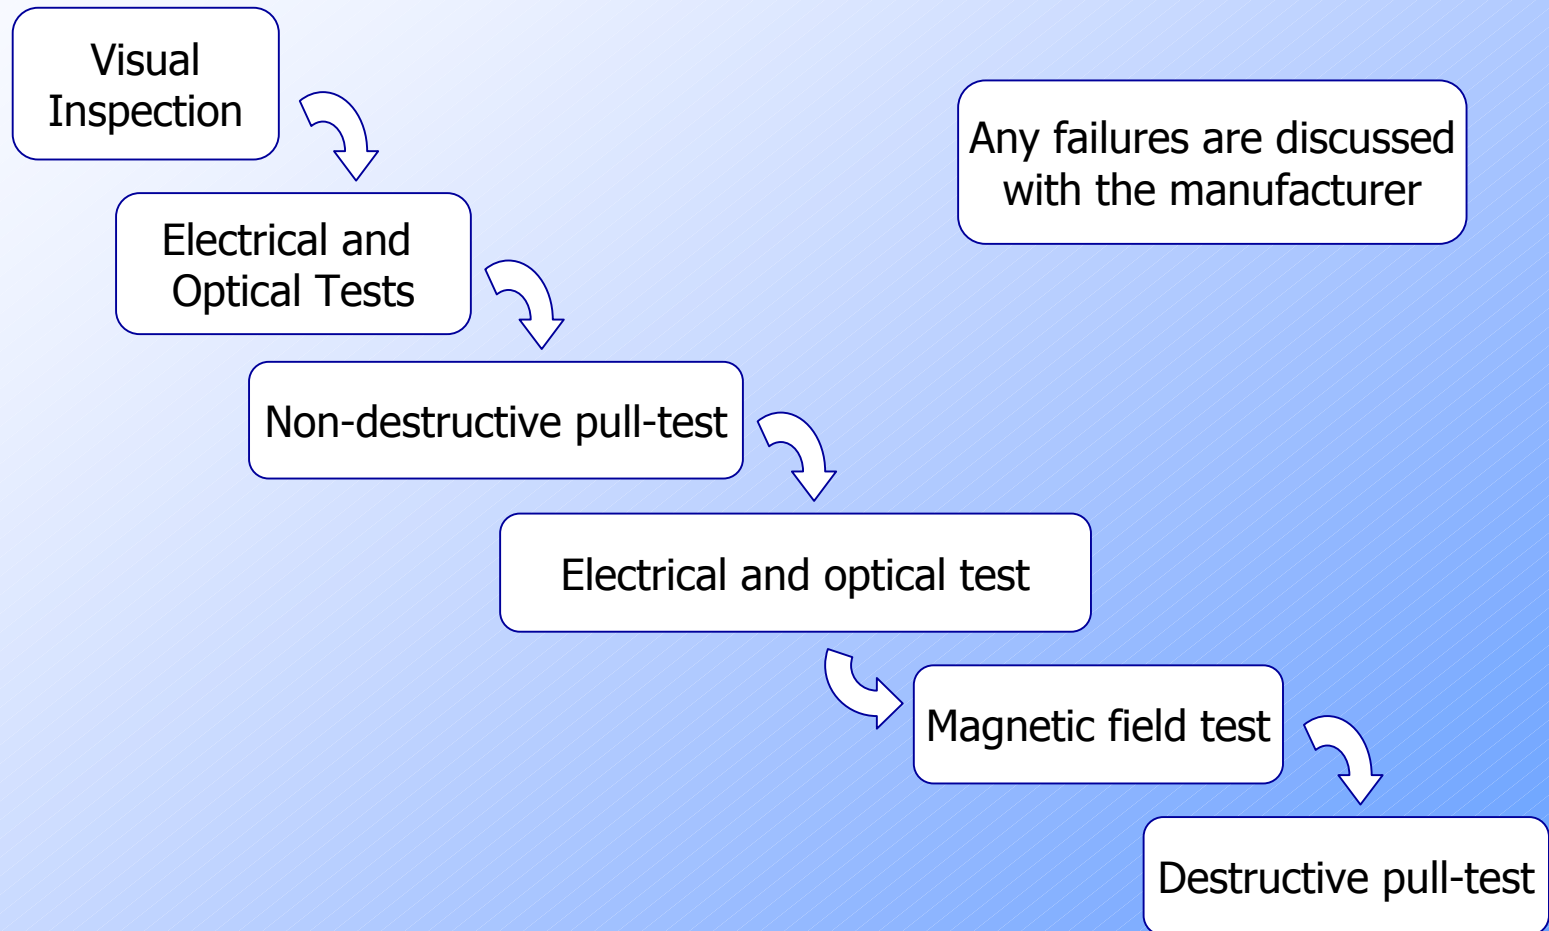 Visual
Inspection
Any failures are discussed
with the manufacturer
Electrical and
Optical Tests
Non-destructive pull-test
Electrical and optical test
Magnetic field test
Destructive pull-test